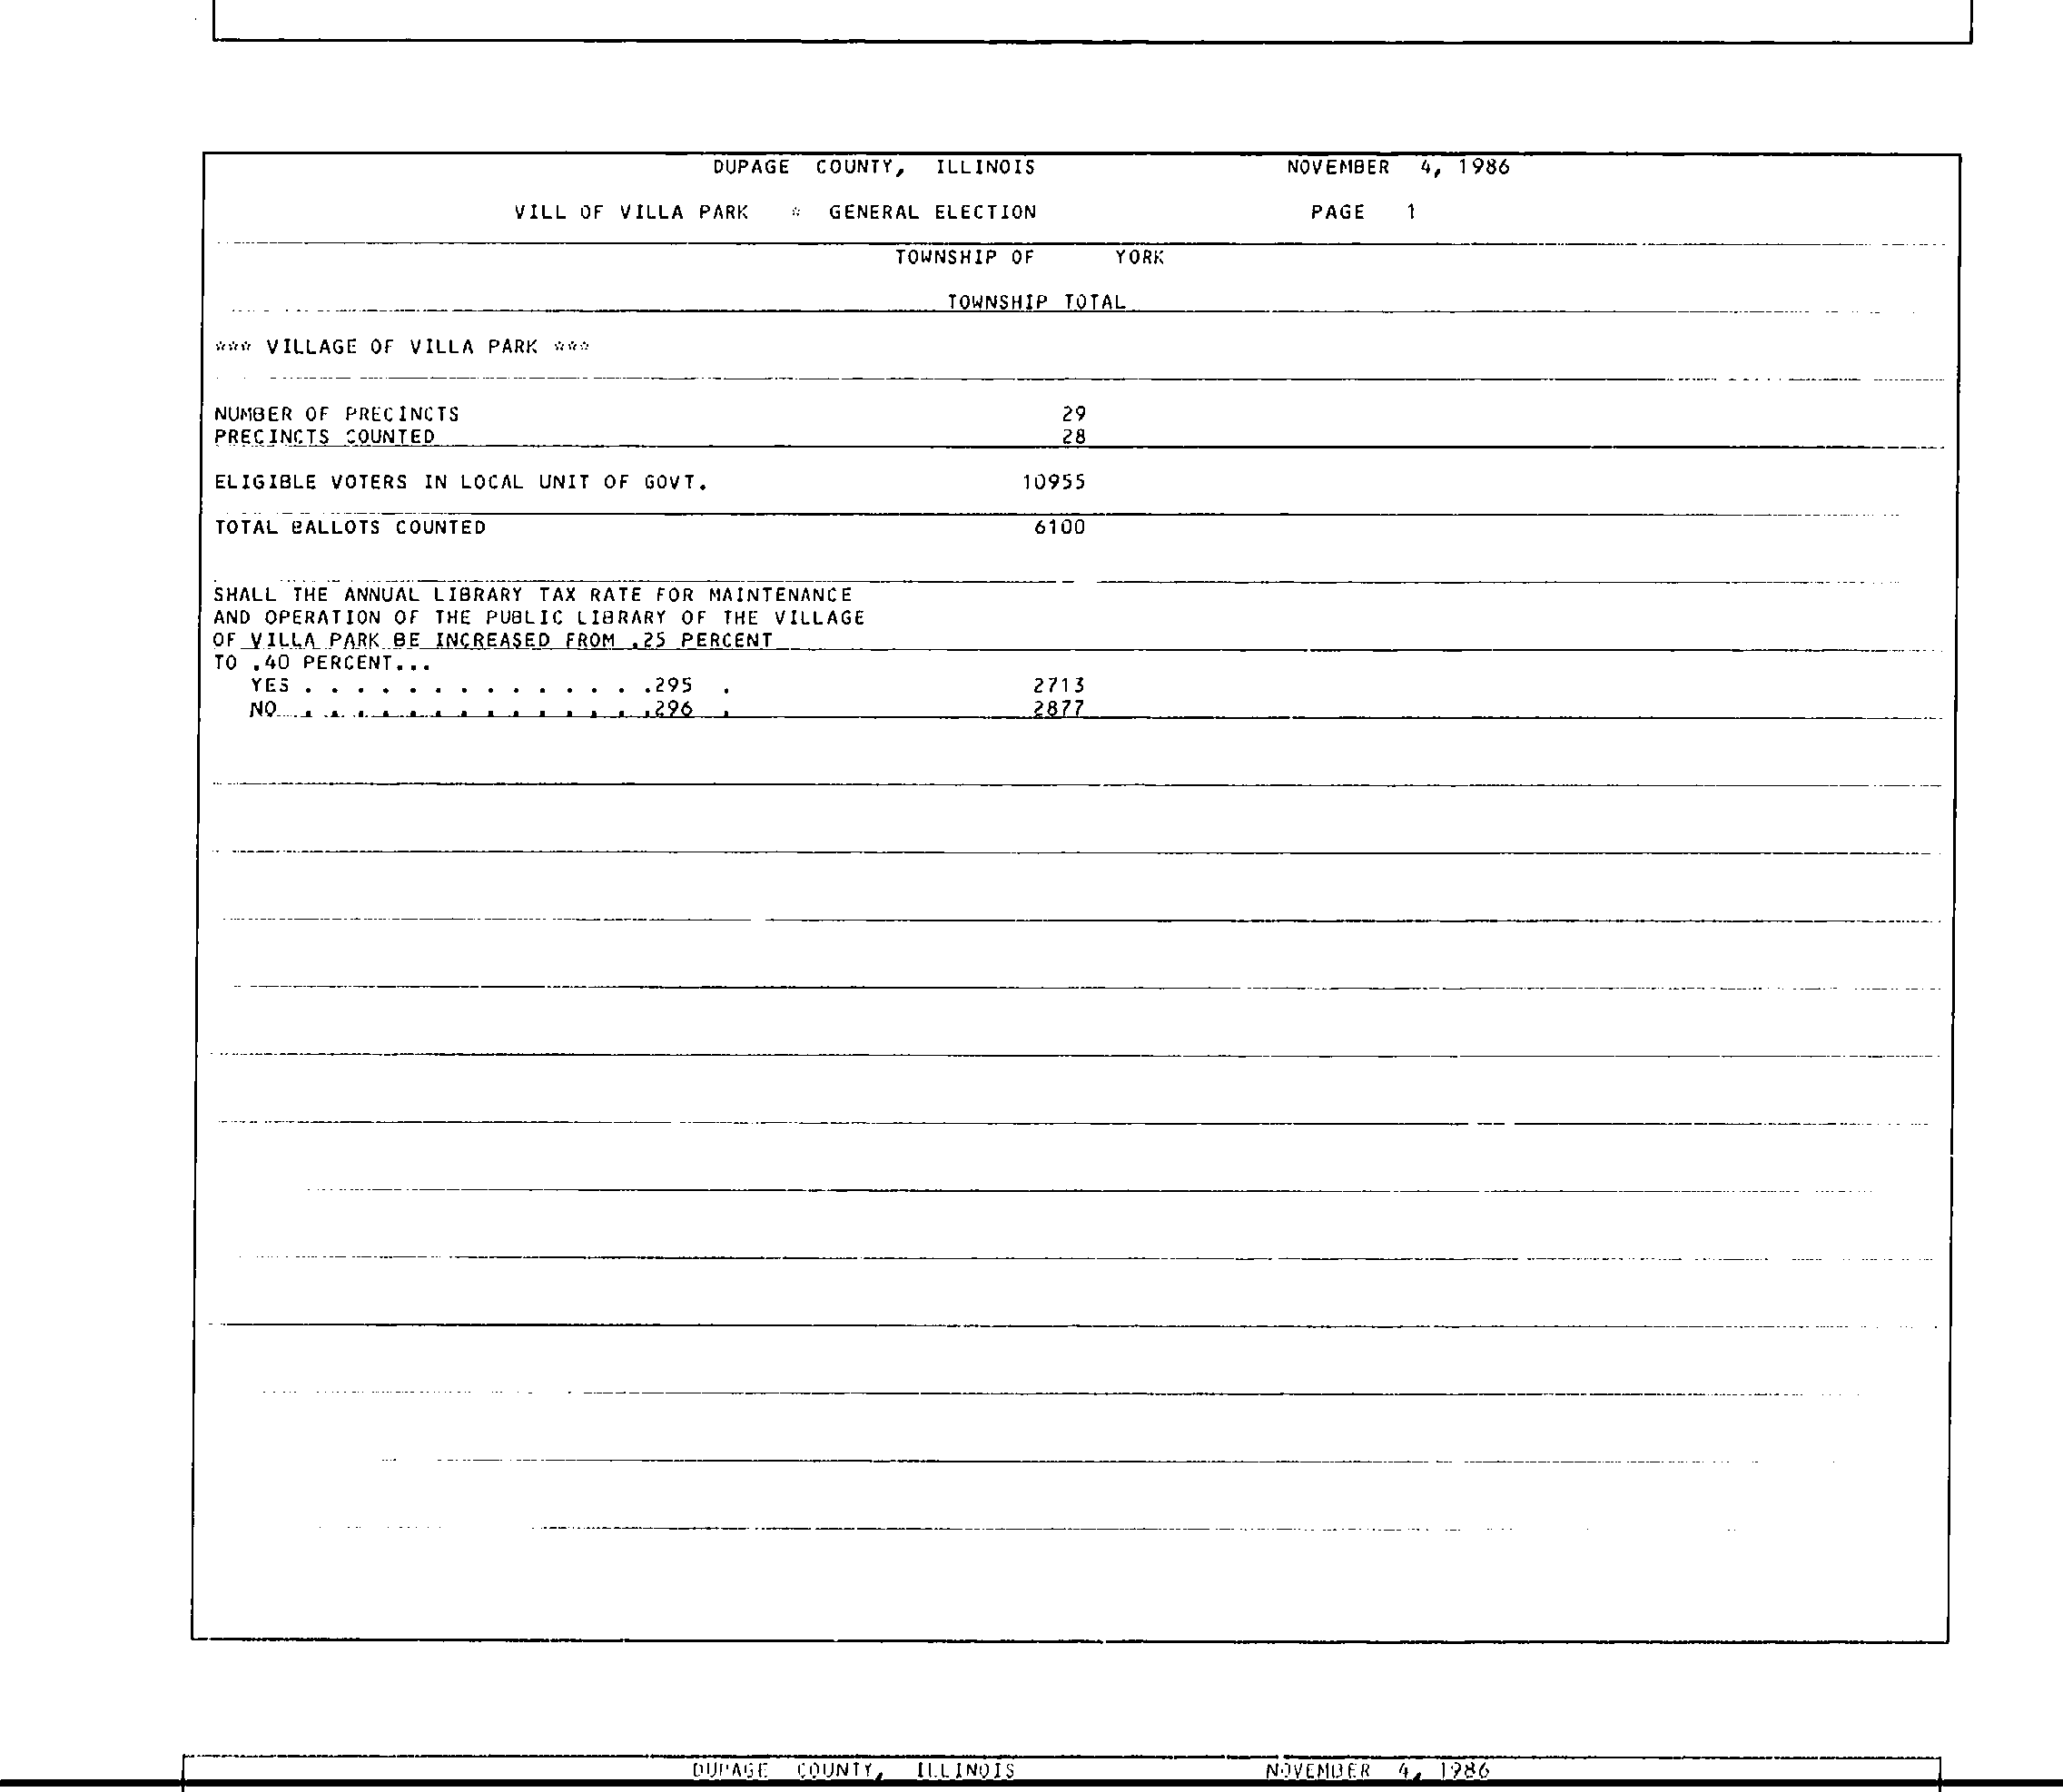 DUPAGE COUNTY, ILLINOIS NOVEMBER 4, 1986
VILL OF VILLA PARK * GENERAL ELECTION PAGE 1
TOWNSHIP OF YORK
TOWNSHIP TOTAL
*** VILLAGE OF VILLA PARK ***
NUMBER OF PRECINCTS 29
PRECINCTS COUNTED 28
ELIGIBLE VOTERS IN LOCAL UNIT OF GOVT. 10955
TOTAL BALLOTS COUNTED 6100
SHALL THE ANNUAL LIBRARY TAX RATE FOR MAINTENANCE
AND OPERATION OF THE PUBLIC LIBRARY OF THE VILLAGE
OF VILLA PARK BE INCREASED FROM .25 PERCENT
TO .40 PERCENT...
YES . . . . . . . . . . . . . .295 . 2713
NO . . . . . . . . . . . . . .296 . 2877
DUPAGE COUNTY, ILLINOIS NOVEMBER 4, 1986